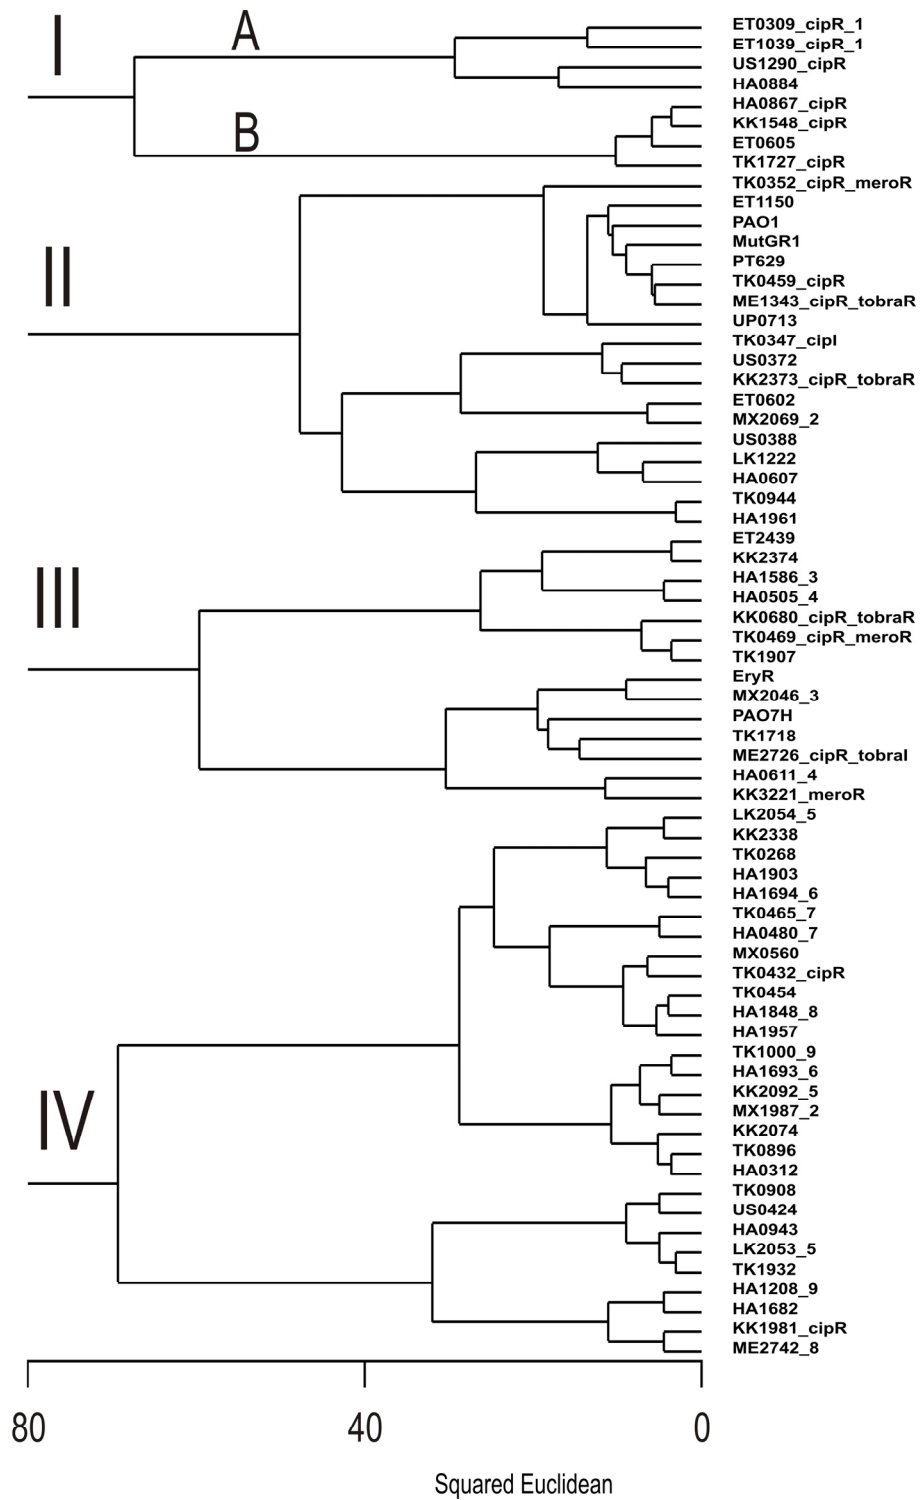 I
A
B
ET0309_cipR_1
ET1039_cipR_1
US1290_cipR
HA0884
HA0867_cipR
KK1548_cipR
ET0605
TK1727_cipR
II
TK0352_cipR_meroR
ET1150
PAO1
MutGR1
PT629
TK0459_cipR
ME1343_cipR_tobraR
UP0713
TK0347_cipI
US0372
KK2373_cipR_tobraR
ET0602
MX2069_2
US0388
LK1222
HA0607
TK0944
HA1961
III
ET2439
KK2374
HA1586_3
HA0505_4
KK0680_cipR_tobraR
TK0469_cipR_meroR
TK1907
EryR
MX2046_3
PAO7H
TK1718
ME2726_cipR_tobraI
HA0611_4
KK3221_meroR
IV
LK2054_5
KK2338
TK0268
HA1903
HA1694_6
TK0465_7
HA0480_7
MX0560
TK0432_cipR
TK0454
HA1848_8
HA1957
TK1000_9
HA1693_6
KK2092_5
MX1987_2
KK2074
TK0896
HA0312
TK0908
US0424
HA0943
LK2053_5
TK1932
HA1208_9
HA1682
KK1981_cipR
ME2742_8
80 40 0
Squared Euclidean